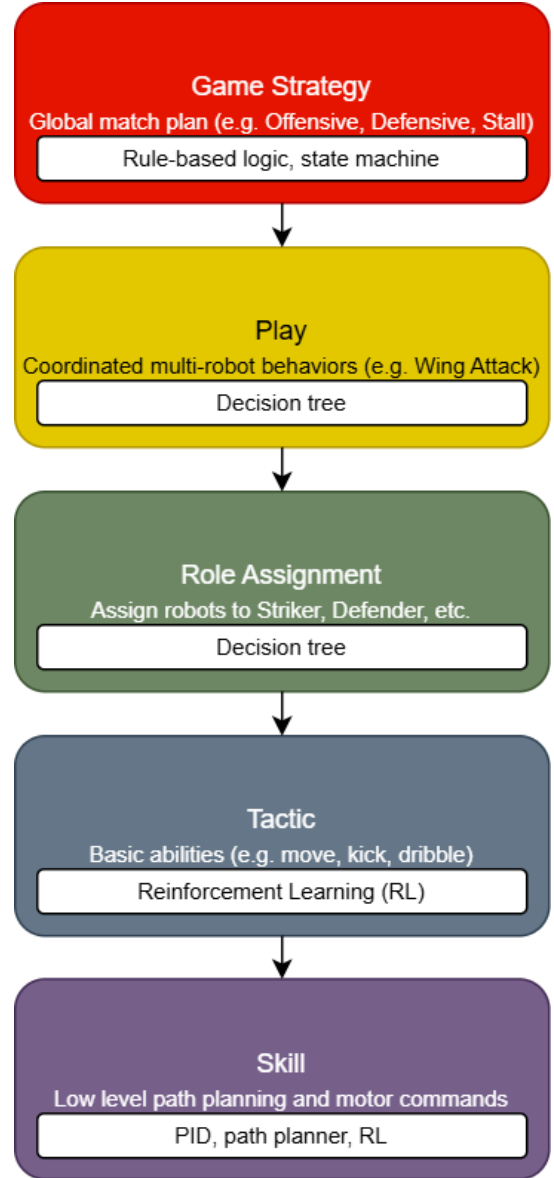 Game Strategy
Global match plan (e.g. Offensive, Defensive, Stall)
Rule-based logic, state machine
Play
Coordinated multi-robot behaviors (e.g. Wing Attack)
Decision tree
Role Assignment
Assign robots to Striker, Defender, etc.
Decision tree
Tactic
Basic abilities (e.g. move, kick, dribble)
Reinforcement Learning (RL)
Skill
Low level path planning and motor commands
PID, path planner, RL